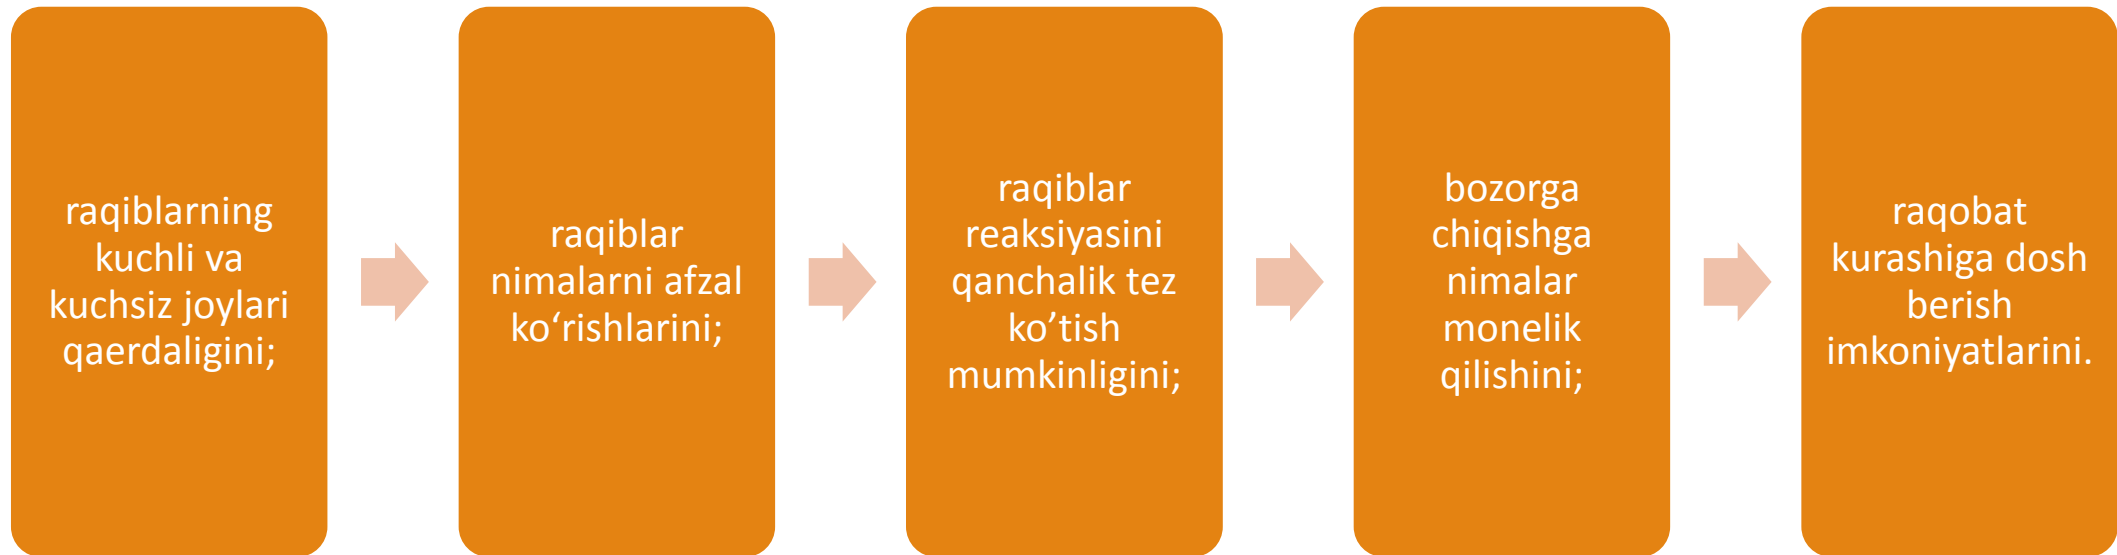 raqiblarning
kuchli va
kuchsiz joylari
qaerdaligini;
raqiblar
nimalarni afzal
ko‘rishlarini;
raqiblar
reaksiyasini
qanchalik tez
ko’tish
mumkinligini;
bozorga
chiqishga
nimalar
monelik
qilishini;
raqobat
kurashiga dosh
berish
imkoniyatlarini.